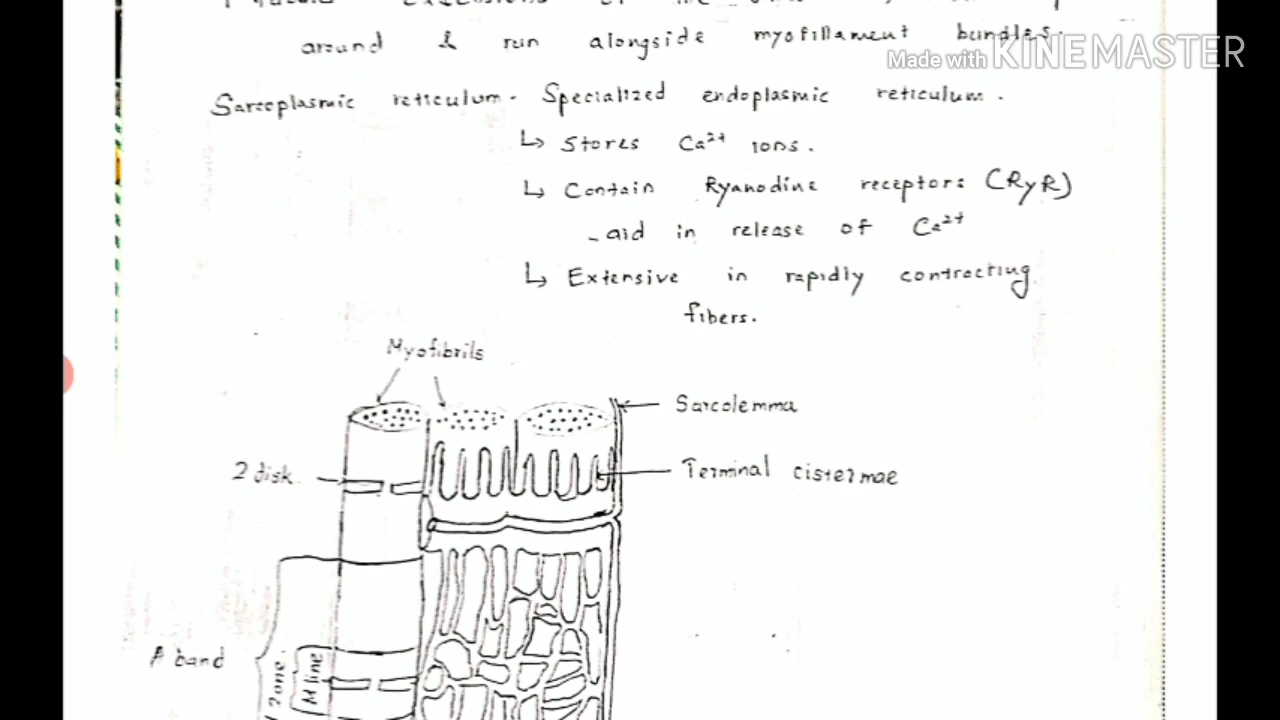 around & run alongside myofillament bundles.
Made with KINEMASTER
Sarcoplasmic reticulum - Specialized endoplasmic reticulum.
↳ Stores Ca²⁺ ions.
↳ Contain Ryanodine receptors (RyR)
- aid in release of Ca²⁺
↳ Extensive in rapidly contracting
fibers.
Myofibrils
Sarcolemma
Z disk
Terminal cisternae
A band
Zone
M line